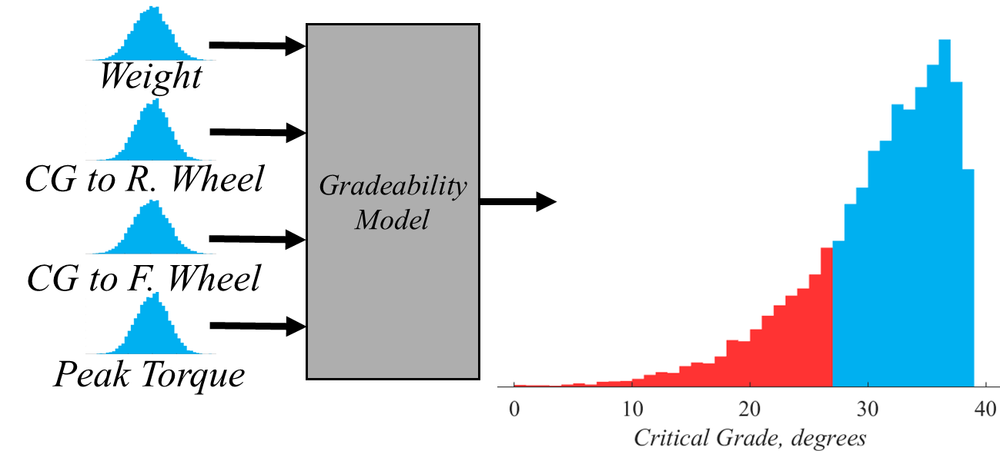 Weight
CG to R. Wheel
CG to F. Wheel
Peak Torque
Gradeability
Model
0 10 20 30 40
Critical Grade, degrees